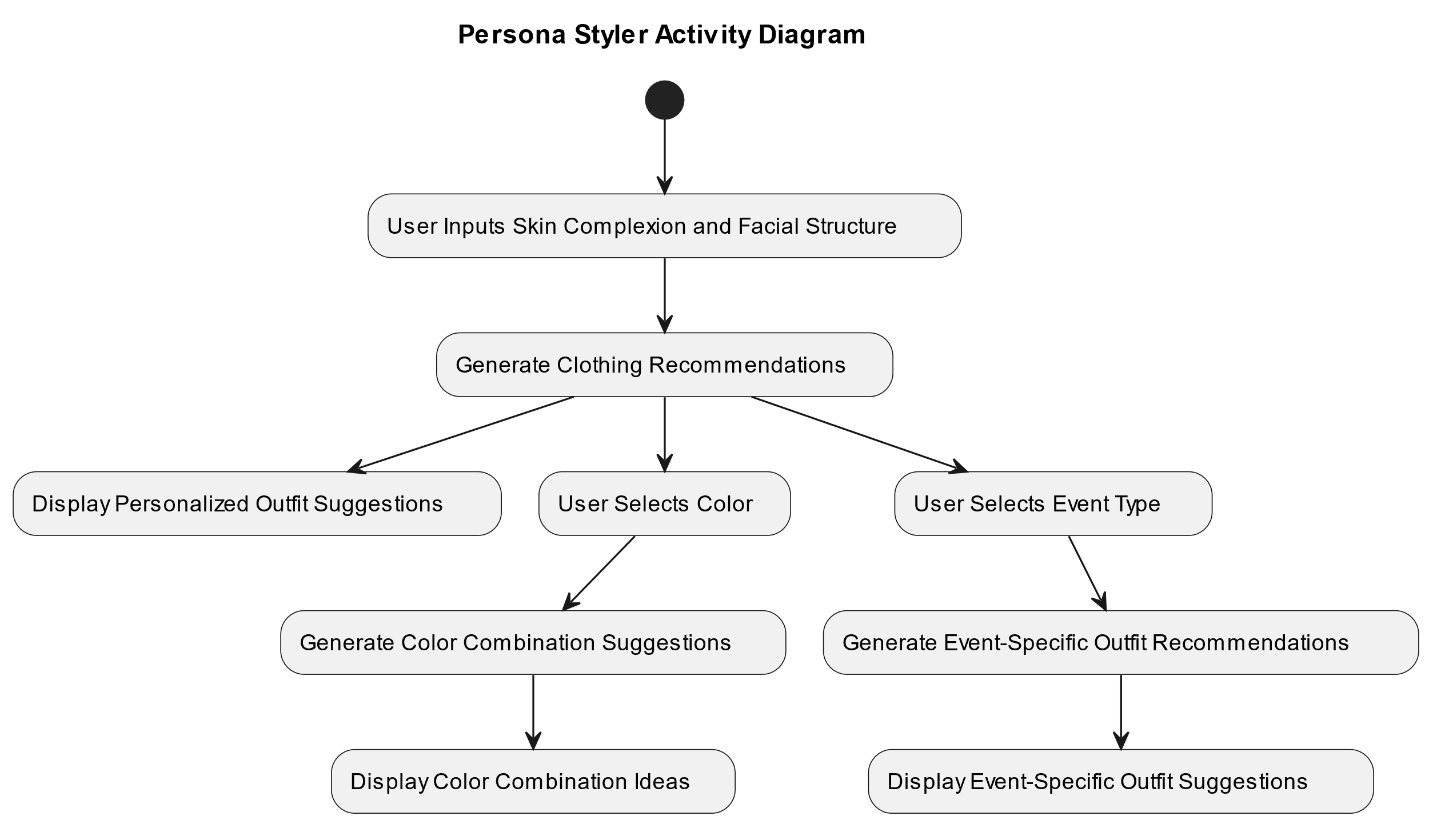 Persona Styler Activity Diagram
User Inputs Skin Complexion and Facial Structure
Generate Clothing Recommendations
Display Personalized Outfit Suggestions
User Selects Color
User Selects Event Type
Generate Color Combination Suggestions
Generate Event-Specific Outfit Recommendations
Display Color Combination Ideas
Display Event-Specific Outfit Suggestions